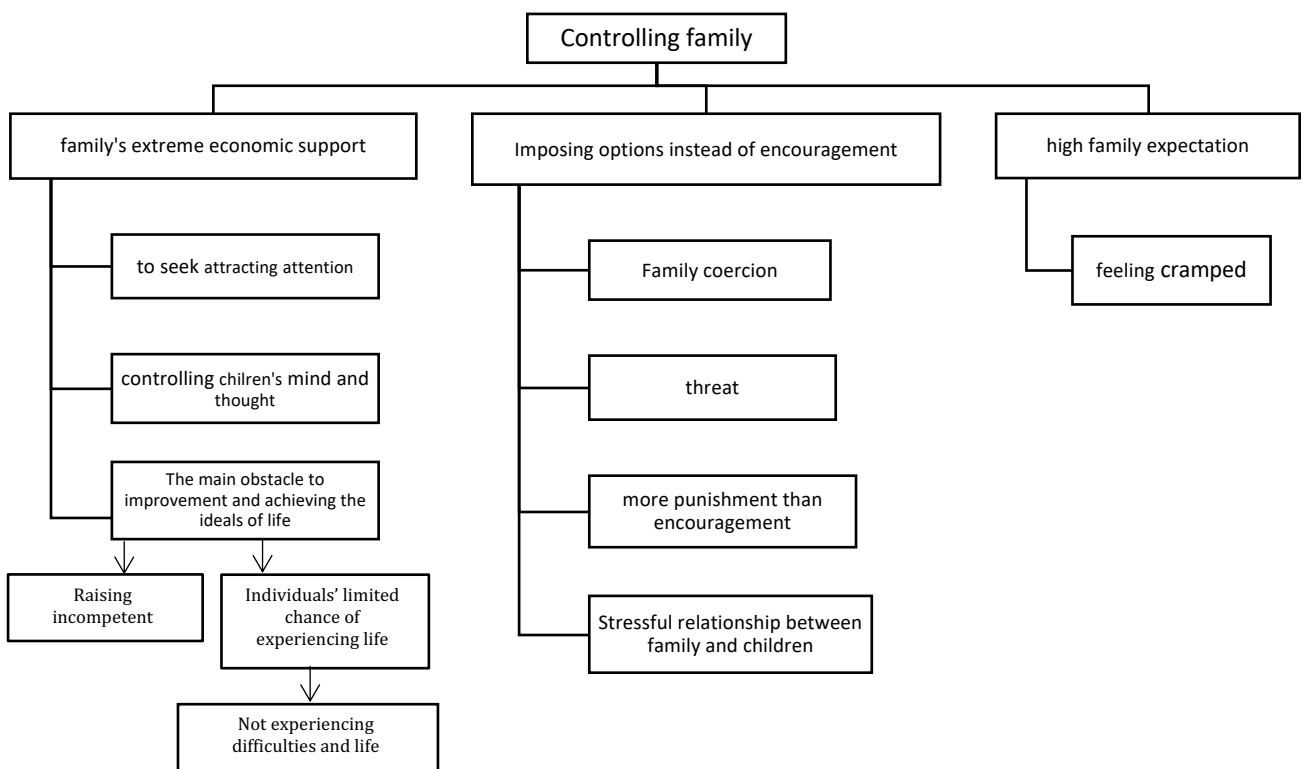 Controlling family
family's extreme economic support
Imposing options instead of encouragement
high family expectation
to seek attracting attention
controlling chilren's mind and
thought
The main obstacle to
improvement and achieving the
ideals of life
Raising
incompetent
Individuals' limited
chance of
experiencing life
Not experiencing
difficulties and life
Family coercion
threat
more punishment than
encouragement
Stressful relationship between
family and children
feeling cramped